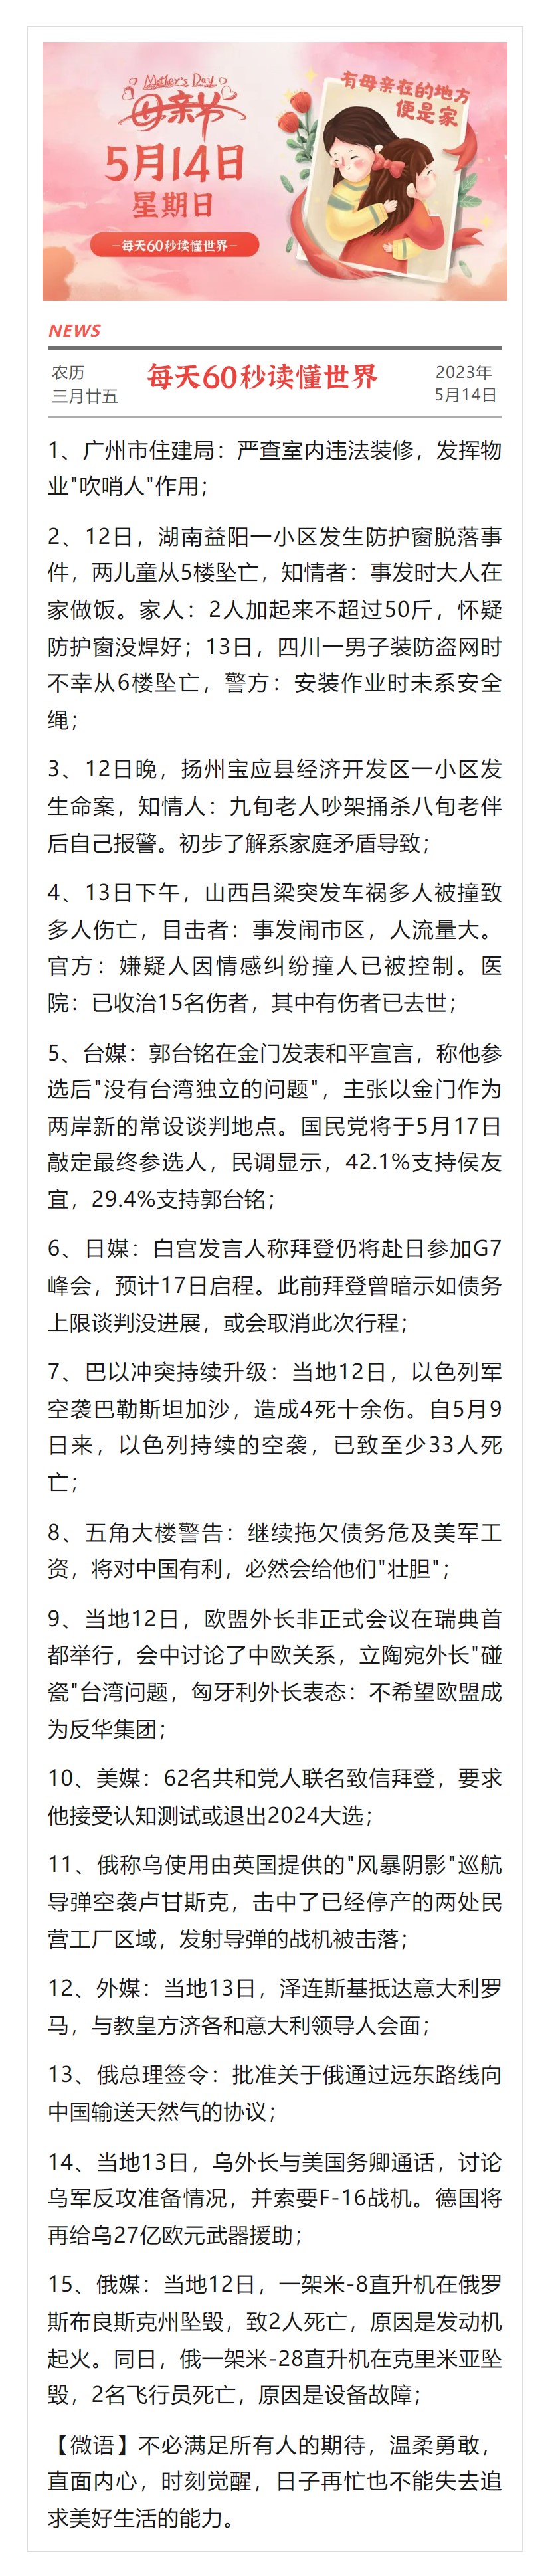 Mother's Day
母亲节
5月14日
星期日
—每天60秒读懂世界—
有母亲在的地方
便是家
NEWS
农历
三月廿五
每天60秒读懂世界
2023年
5月14日
1、广州市住建局：严查室内违法装修，发挥物
业"吹哨人"作用；
2、12日，湖南益阳一小区发生防护窗脱落事
件，两儿童从5楼坠亡，知情者：事发时大人在
家做饭。家人：2人加起来不超过50斤，怀疑
防护窗没焊好；13日，四川一男子装防盗网时
不幸从6楼坠亡，警方：安装作业时未系安全
绳；
3、12日晚，扬州宝应县经济开发区一小区发
生命案，知情人：九旬老人吵架捅杀八旬老伴
后自己报警。初步了解系家庭矛盾导致；
4、13日下午，山西吕梁突发车祸多人被撞致
多人伤亡，目击者：事发闹市区，人流量大。
官方：嫌疑人因情感纠纷撞人已被控制。医
院：已收治15名伤者，其中有伤者已去世；
5、台媒：郭台铭在金门发表和平宣言，称他参
选后"没有台湾独立的问题"，主张以金门作为
两岸新的常设谈判地点。国民党将于5月17日
敲定最终参选人，民调显示，42.1%支持侯友
宜，29.4%支持郭台铭；
6、日媒：白宫发言人称拜登仍将赴日参加G7
峰会，预计17日启程。此前拜登曾暗示如债务
上限谈判没进展，或会取消此次行程；
7、巴以冲突持续升级：当地12日，以色列军
空袭巴勒斯坦加沙，造成4死十余伤。自5月9
日来，以色列持续的空袭，已致至少33人死
亡；
8、五角大楼警告：继续拖欠债务危及美军工
资，将对中国有利，必然会给他们"壮胆"；
9、当地12日，欧盟外长非正式会议在瑞典首
都举行，会中讨论了中欧关系，立陶宛外长"碰
瓷"台湾问题，匈牙利外长表态：不希望欧盟成
为反华集团；
10、美媒：62名共和党人联名致信拜登，要求
他接受认知测试或退出2024大选；
11、俄称乌使用由英国提供的"风暴阴影"巡航
导弹空袭卢甘斯克，击中了已经停产的两处民
营工厂区域，发射导弹的战机被击落；
12、外媒：当地13日，泽连斯基抵达意大利罗
马，与教皇方济各和意大利领导人会面；
13、俄总理签令：批准关于俄通过远东路线向
中国输送天然气的协议；
14、当地13日，乌外长与美国务卿通话，讨论
乌军反攻准备情况，并索要F-16战机。德国将
再给乌27亿欧元武器援助；
15、俄媒：当地12日，一架米-8直升机在俄罗
斯布良斯克州坠毁，致2人死亡，原因是发动机
起火。同日，俄一架米-28直升机在克里米亚坠
毁，2名飞行员死亡，原因是设备故障；
【微语】不必满足所有人的期待，温柔勇敢，
直面内心，时刻觉醒，日子再忙也不能失去追
求美好生活的能力。